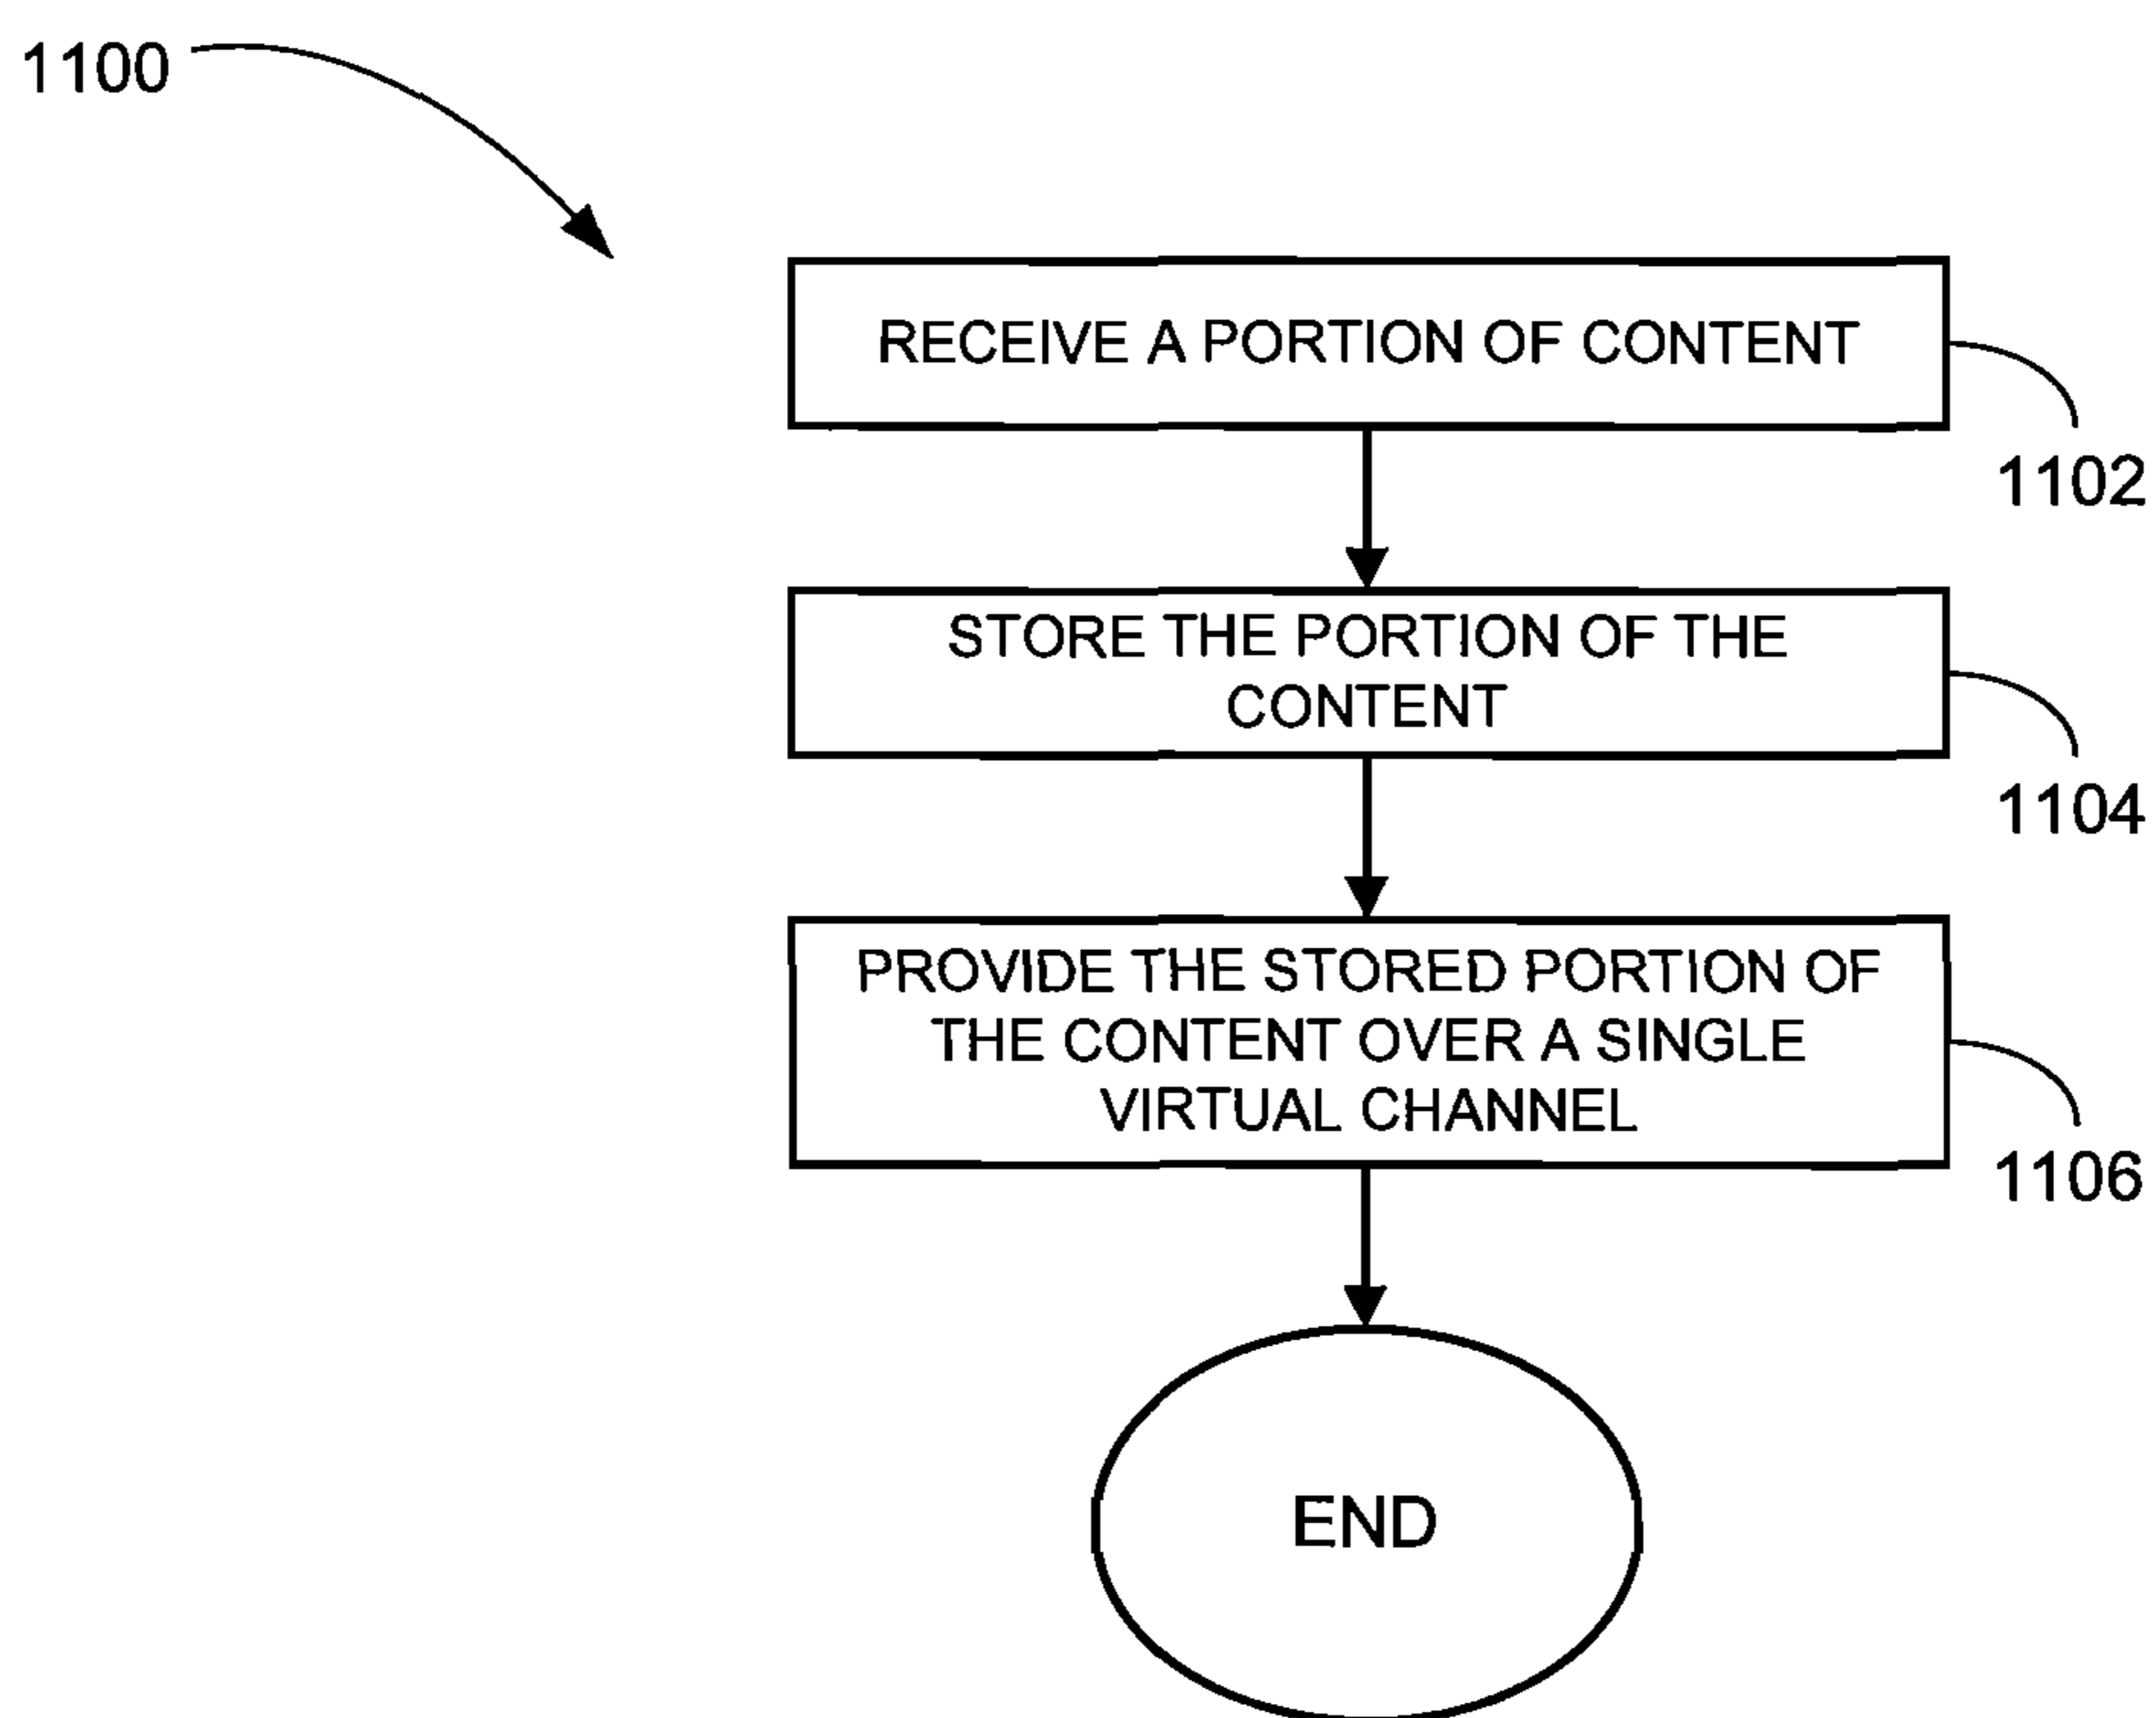 1100
RECEIVE A PORTION OF CONTENT
1102
STORE THE PORTION OF THE
CONTENT
1104
PROVIDE THE STORED PORTION OF
THE CONTENT OVER A SINGLE
VIRTUAL CHANNEL
1106
END